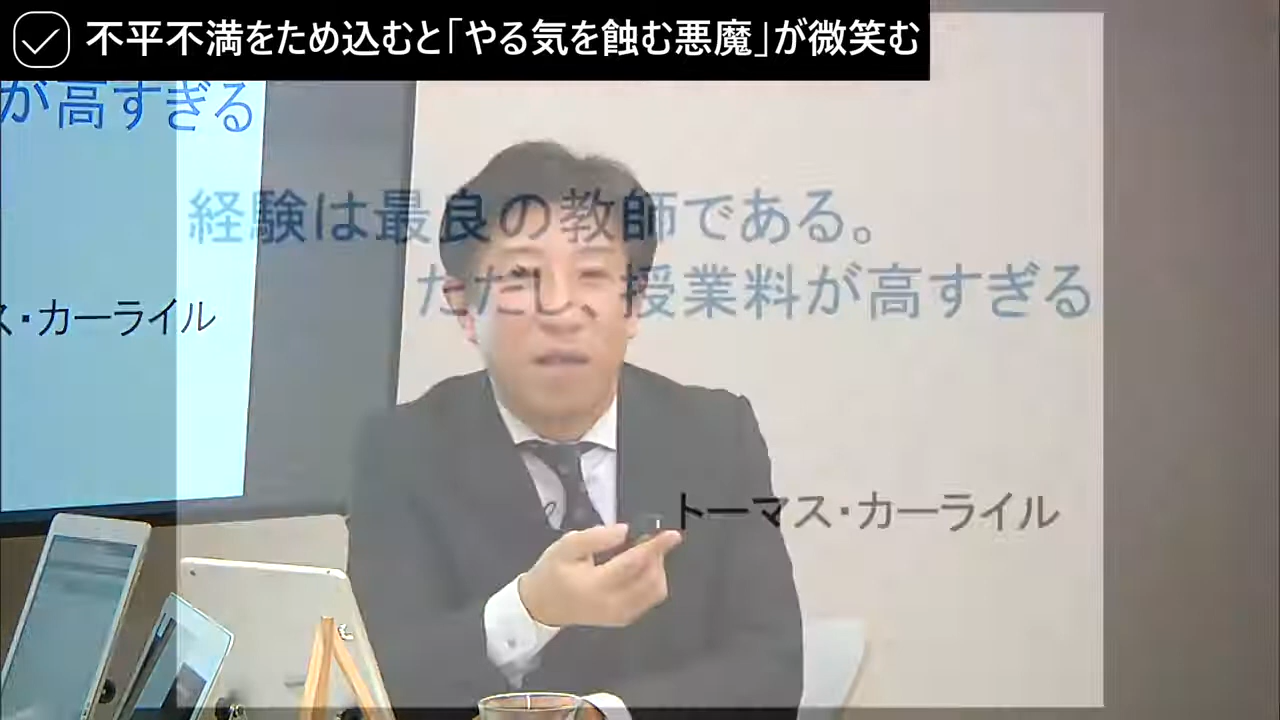 不平不満をため込むと「やる気を蝕む悪魔」が微笑む
が高すぎる
ス・カーライル
経験は最良の教師である。
ただし、授業料が高すぎる
トーマス・カーライル